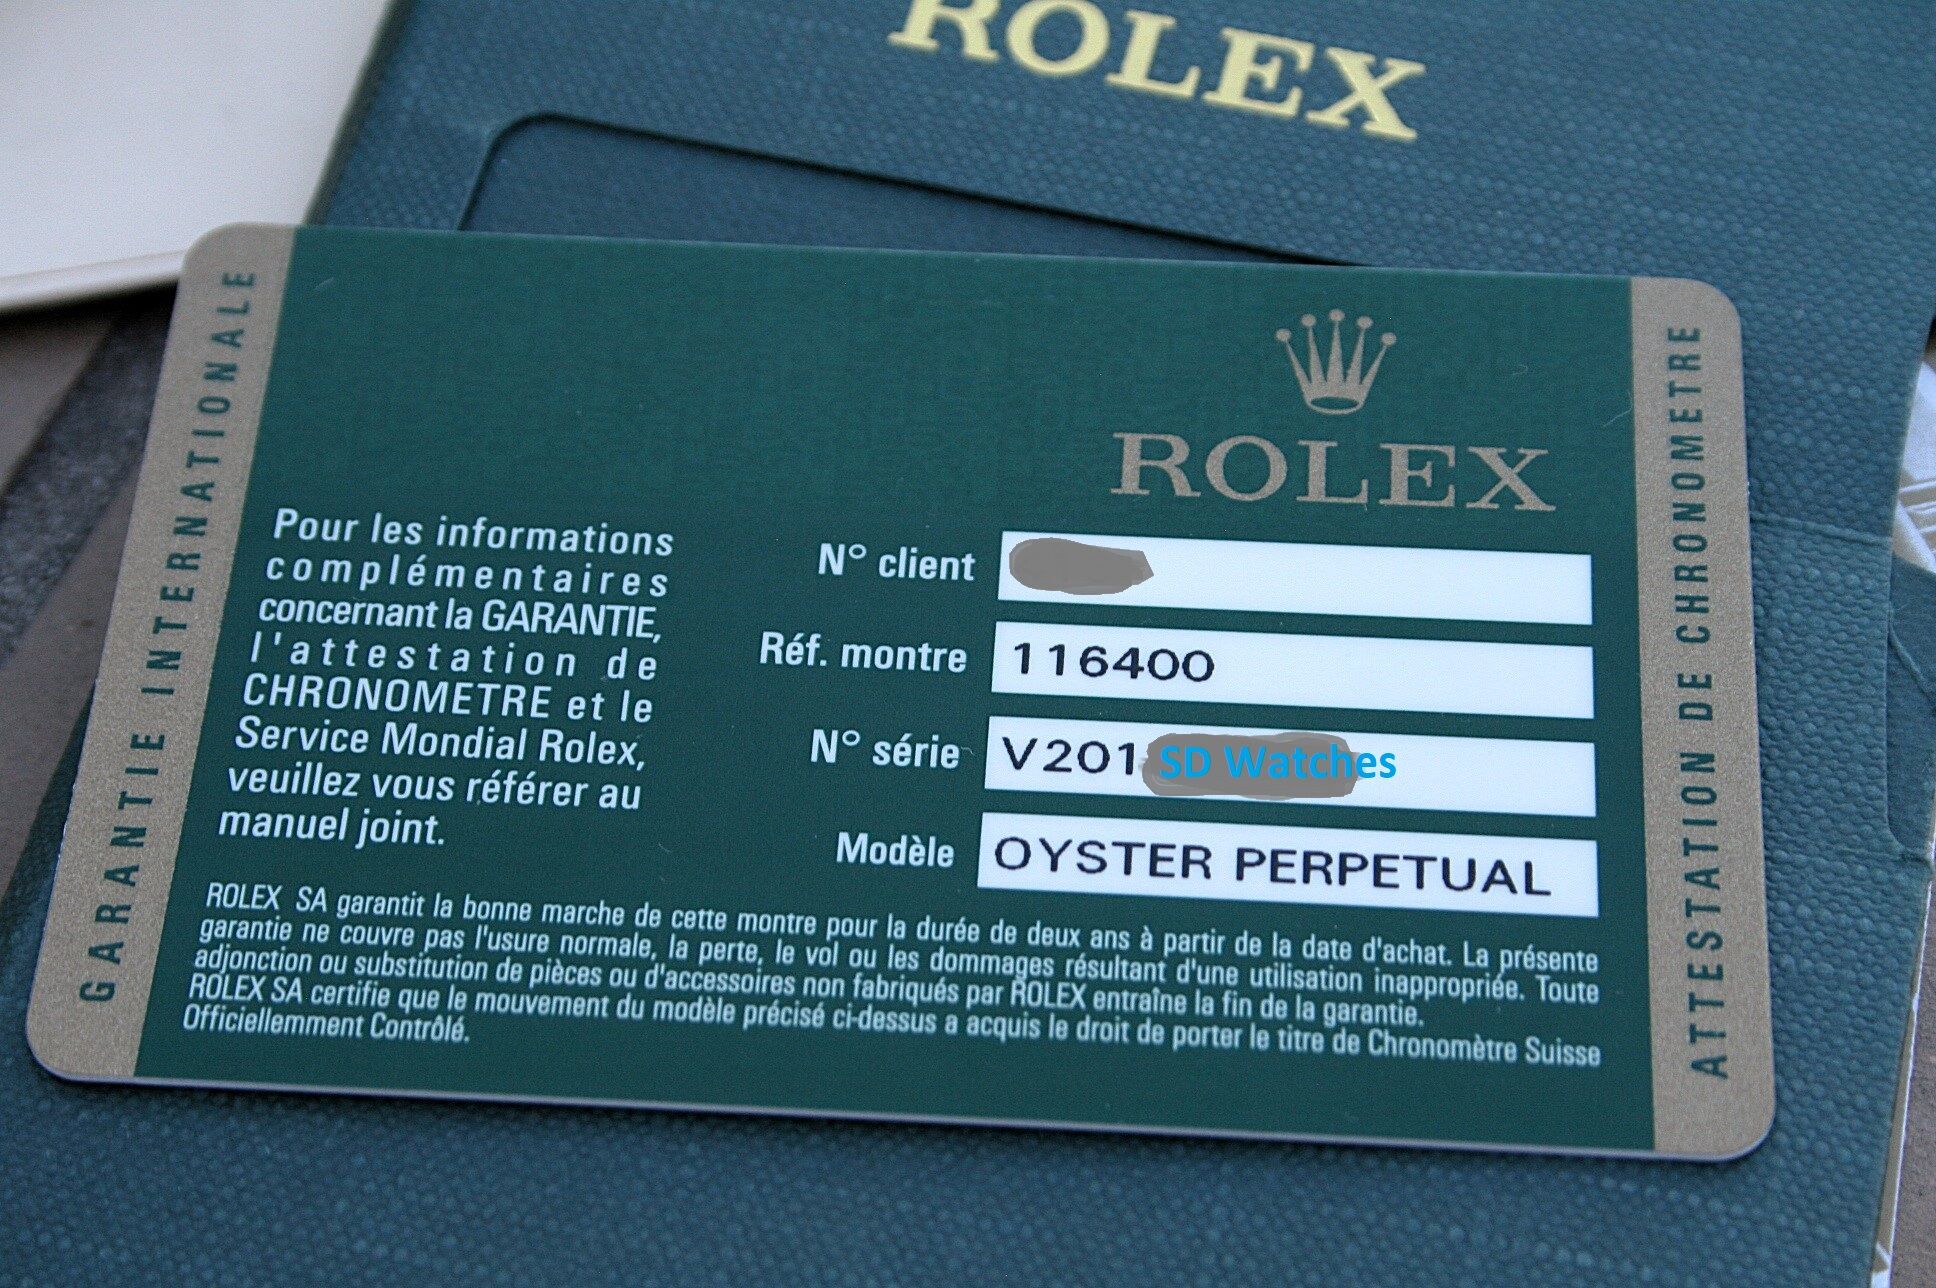 ROLEX
ROLEX
GARANTIE INTERNATIONALE
Pour les informations
complémentaires
concernant la GARANTIE,
l'attestation de
CHRONOMETRE et le
Service Mondial Rolex,
veuillez vous référer au
manuel joint.
N° client
Réf. montre 116400
N° série V201 SD Watches
Modèle OYSTER PERPETUAL
ROLEX SA garantit la bonne marche de cette montre pour la durée de deux ans à partir de la date d'achat. La présente
garantie ne couvre pas l'usure normale, la perte, le vol ou les dommages résultant d'une utilisation inappropriée. Toute
adjonction ou substitution de pièces ou d'accessoires non fabriqués par ROLEX entraîne la fin de la garantie.
ROLEX SA certifie que le mouvement du modèle précisé ci-dessus a acquis le droit de porter le titre de Chronomètre Suisse
Officiellemment Contrôlé.
ATTESTATION DE CHRONOMETRE